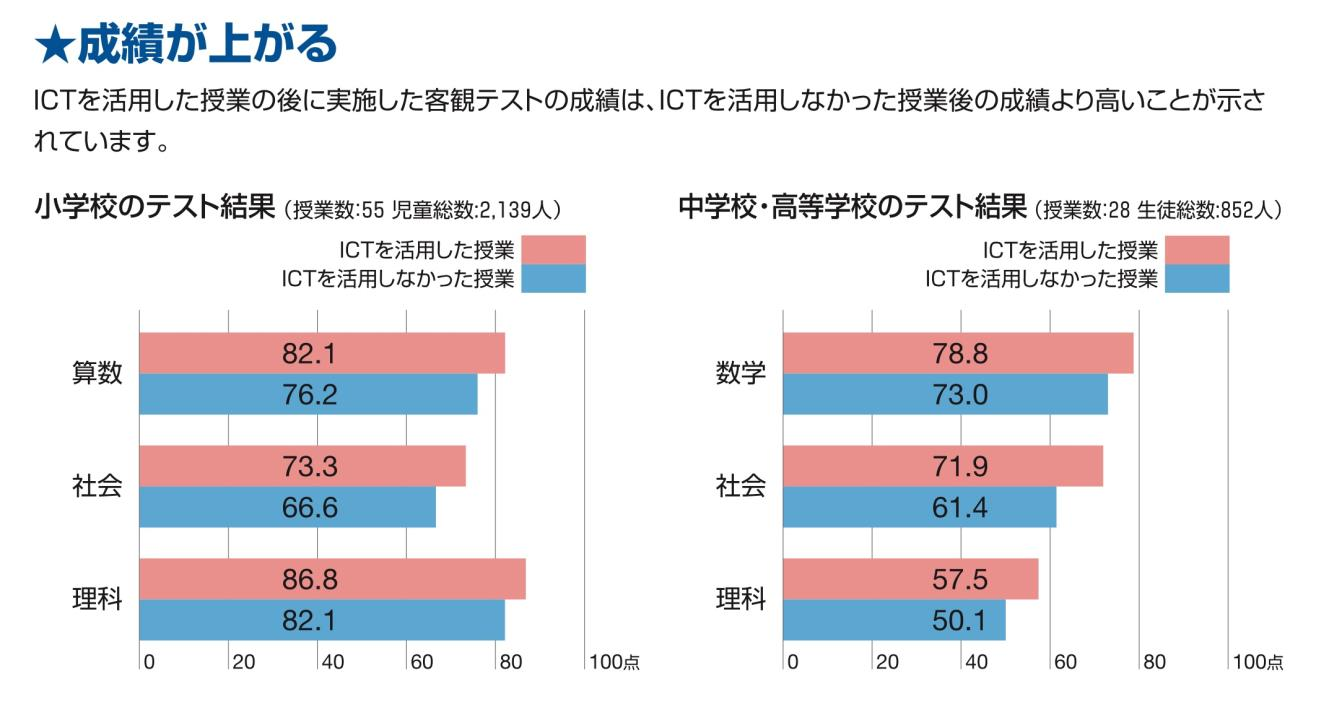 ★成績が上がる
ICTを活用した授業の後に実施した客観テストの成績は、ICTを活用しなかった授業後の成績より高いことが示さ
れています。
小学校のテスト結果（授業数:55 児童総数:2,139人）
ICTを活用した授業
ICTを活用しなかった授業
算数
82.1
76.2
社会
73.3
66.6
理科
86.8
82.1
0 20 40 60 80 100点
中学校・高等学校のテスト結果（授業数:28 生徒総数:852人）
ICTを活用した授業
ICTを活用しなかった授業
数学
78.8
73.0
社会
71.9
61.4
理科
57.5
50.1
0 20 40 60 80 100点